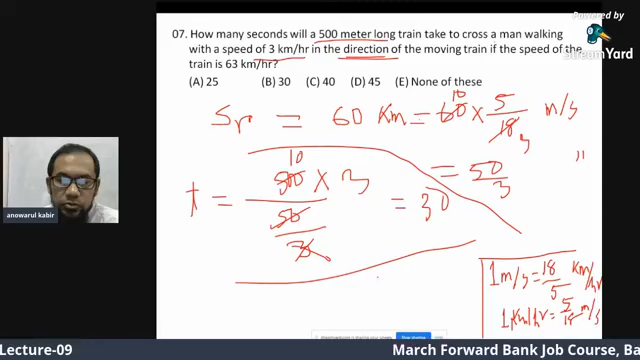 Powered by
StreamYard
07. How many seconds will a 500 meter long train take to cross a man walking
with a speed of 3 km/hr in the direction of the moving train if the speed of the
train is 63 km/hr?
(A) 25 (B) 30 (C) 40 (D) 45 (E) None of these
= 60 Km = 60 10 × 5/18 3 m/s
= 50/3 "
t = 500 10 × 3 / 50 = 30
1 m/s = 18/5 Km/hr
1 Km/hr = 5/18 m/s
anowarul kabir
Lecture-09 March Forward Bank Job Course, Ba